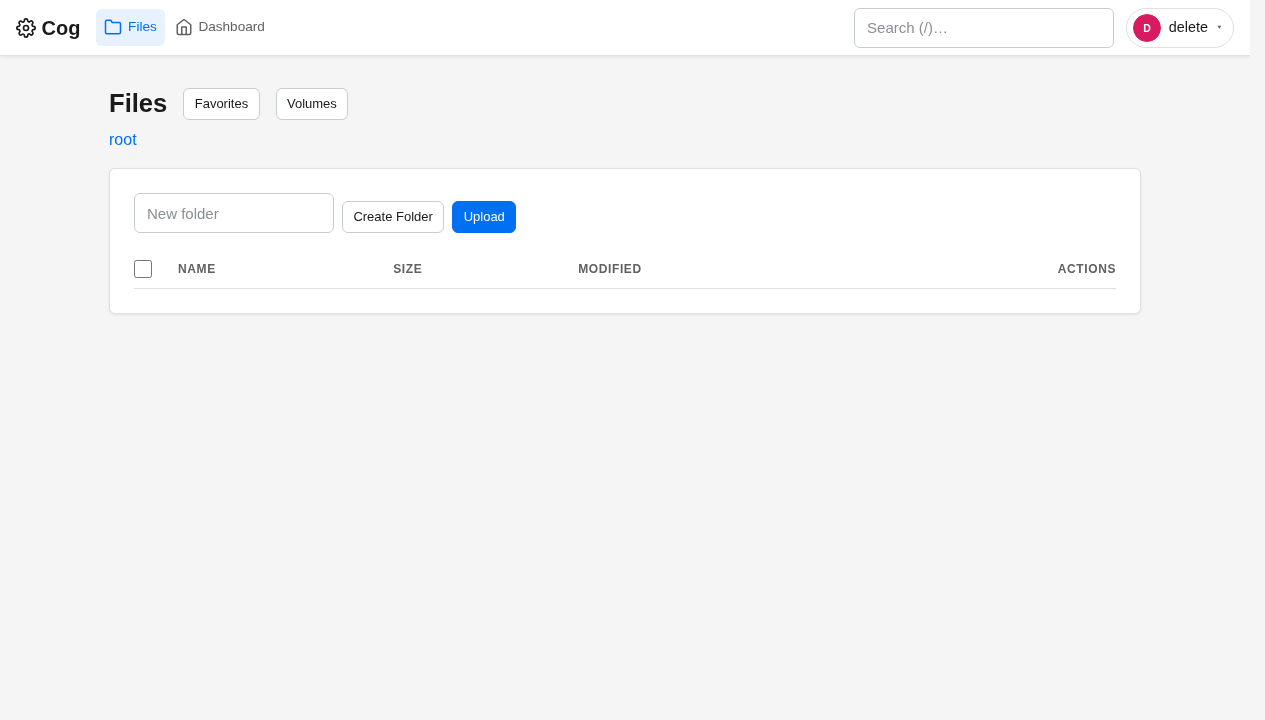 Cog
Files
Dashboard
Search (/)…
D
delete
Files
Favorites
Volumes
root
New folder
Create Folder
Upload
NAME SIZE MODIFIED ACTIONS